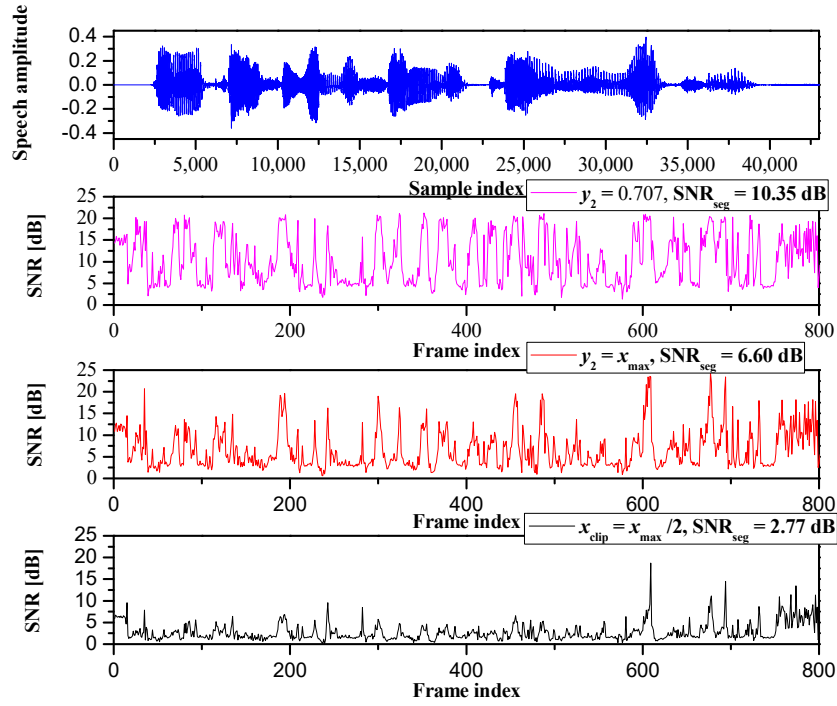 Speech amplitude
0.4
0.2
0.0
-0.2
-0.4
0 5,000 10,000 15,000 20,000 25,000 30,000 35,000 40,000
Sample index
y2 = 0.707, SNRseg = 10.35 dB
SNR [dB]
25
20
15
10
5
0
0 200 400 600 800
Frame index
y2 = xmax, SNRseg = 6.60 dB
SNR [dB]
25
20
15
10
5
0
0 200 400 600 800
Frame index
xclip = xmax /2, SNRseg = 2.77 dB
SNR [dB]
25
20
15
10
5
0
0 200 400 600 800
Frame index